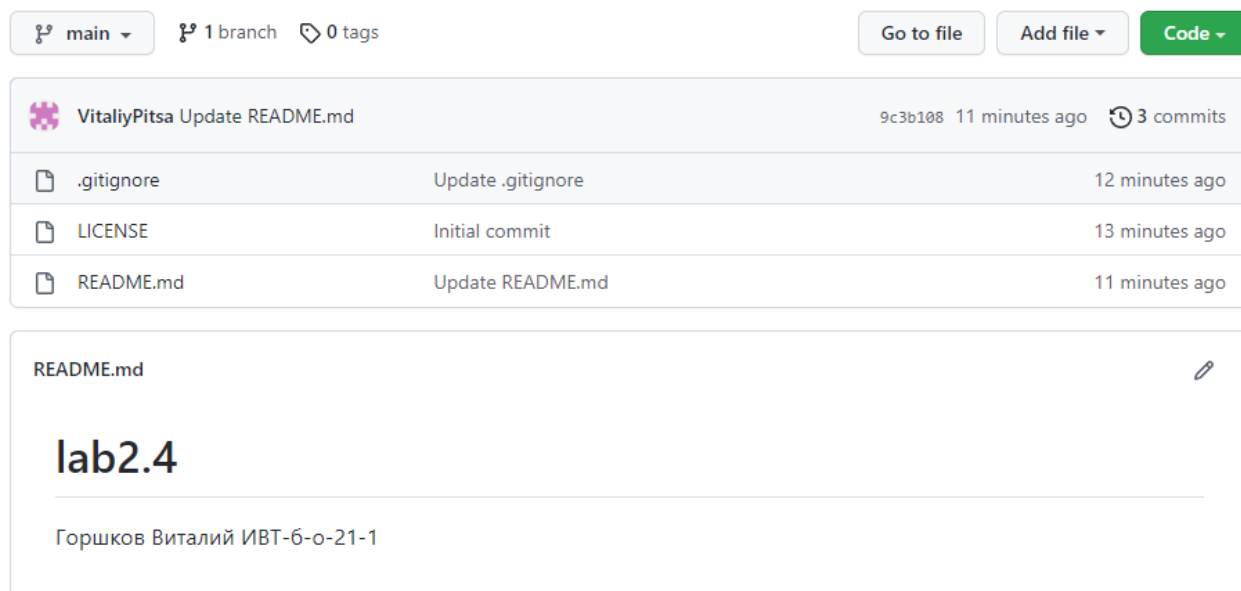 main 1 branch 0 tags Go to file Add file Code
VitaliyPitsa Update README.md 9c3b108 11 minutes ago 3 commits
.gitignore Update .gitignore 12 minutes ago
LICENSE Initial commit 13 minutes ago
README.md Update README.md 11 minutes ago
README.md
lab2.4
Горшков Виталий ИВТ-б-о-21-1